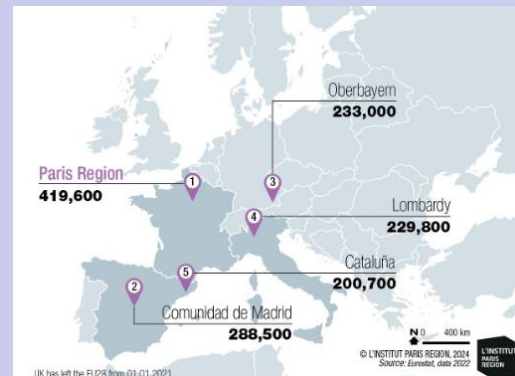 Oberbayern
233,000
Paris Region
419,600
1
3
4
Lombardy
229,800
5
Cataluña
200,700
2
Comunidad de Madrid
288,500
N 0 400 km
© L'INSTITUT PARIS REGION, 2024
Source: Eurostat, data 2022
L'INSTITUT
PARIS
REGION
UK has left the EU28 from 01.01.2021